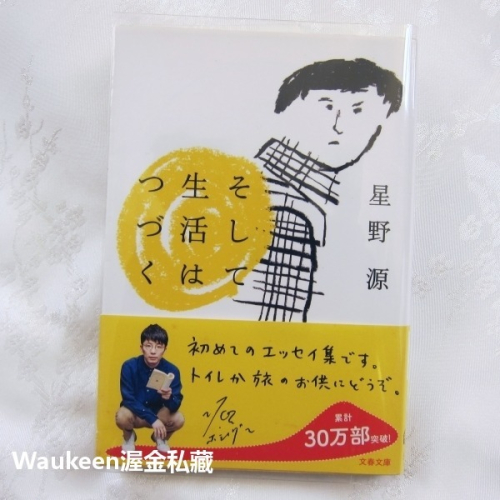 そして
生活は
つづく
星野 源
初めてのエッセイ集です。
トイレか旅のお供にどうぞ。
累計
30万部突破!
文春文庫
Waukeen渥金私藏